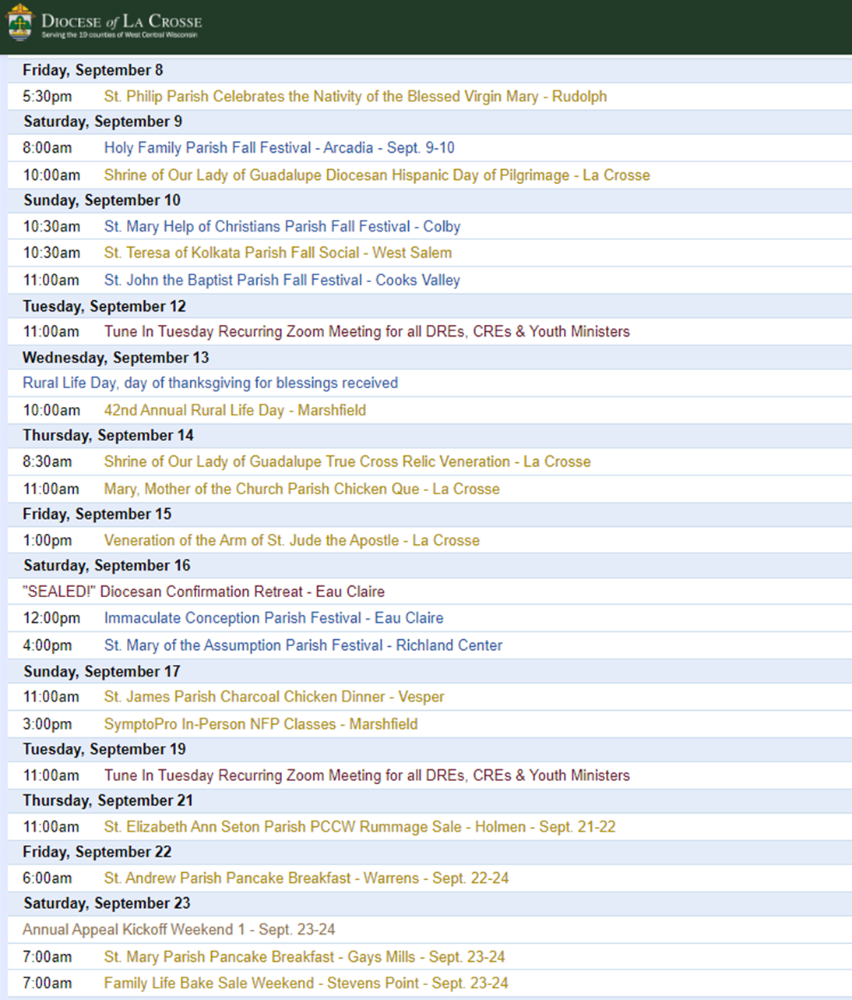 DIOCESE of LA CROSSE
Serving the 19 counties of West Central Wisconsin
Friday, September 8
5:30pm St. Philip Parish Celebrates the Nativity of the Blessed Virgin Mary - Rudolph
Saturday, September 9
8:00am Holy Family Parish Fall Festival - Arcadia - Sept. 9-10
10:00am Shrine of Our Lady of Guadalupe Diocesan Hispanic Day of Pilgrimage - La Crosse
Sunday, September 10
10:30am St. Mary Help of Christians Parish Fall Festival - Colby
10:30am St. Teresa of Kolkata Parish Fall Social - West Salem
11:00am St. John the Baptist Parish Fall Festival - Cooks Valley
Tuesday, September 12
11:00am Tune In Tuesday Recurring Zoom Meeting for all DREs, CREs & Youth Ministers
Wednesday, September 13
Rural Life Day, day of thanksgiving for blessings received
10:00am 42nd Annual Rural Life Day - Marshfield
Thursday, September 14
8:30am Shrine of Our Lady of Guadalupe True Cross Relic Veneration - La Crosse
11:00am Mary, Mother of the Church Parish Chicken Que - La Crosse
Friday, September 15
1:00pm Veneration of the Arm of St. Jude the Apostle - La Crosse
Saturday, September 16
"SEALED!" Diocesan Confirmation Retreat - Eau Claire
12:00pm Immaculate Conception Parish Festival - Eau Claire
4:00pm St. Mary of the Assumption Parish Festival - Richland Center
Sunday, September 17
11:00am St. James Parish Charcoal Chicken Dinner - Vesper
3:00pm SymptoPro In-Person NFP Classes - Marshfield
Tuesday, September 19
11:00am Tune In Tuesday Recurring Zoom Meeting for all DREs, CREs & Youth Ministers
Thursday, September 21
11:00am St. Elizabeth Ann Seton Parish PCCW Rummage Sale - Holmen - Sept. 21-22
Friday, September 22
6:00am St. Andrew Parish Pancake Breakfast - Warrens - Sept. 22-24
Saturday, September 23
Annual Appeal Kickoff Weekend 1 - Sept. 23-24
7:00am St. Mary Parish Pancake Breakfast - Gays Mills - Sept. 23-24
7:00am Family Life Bake Sale Weekend - Stevens Point - Sept. 23-24